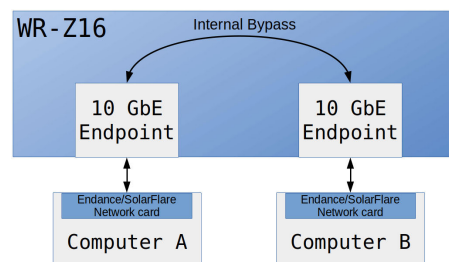 WR-Z16
Internal Bypass
10 GbE
Endpoint
10 GbE
Endpoint
Endance/SolarFlare
Network card
Computer A
Endance/SolarFlare
Network card
Computer B